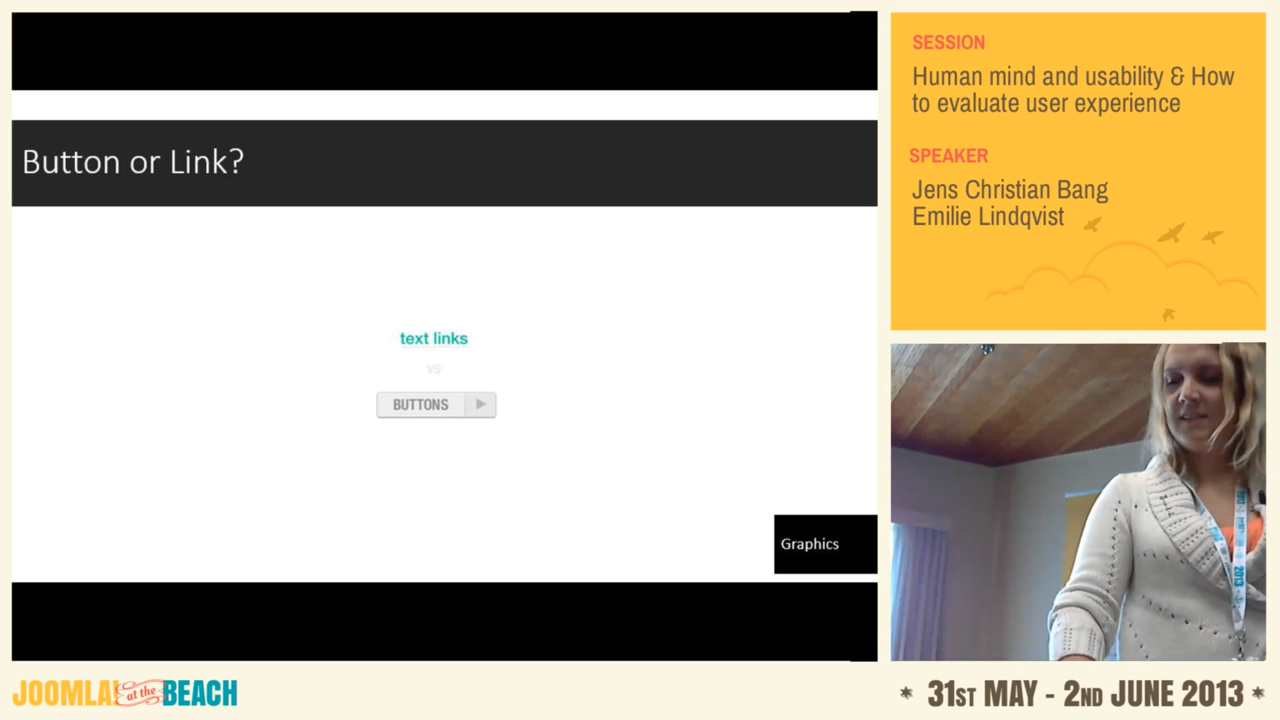 Button or Link?
text links
vs
BUTTONS
Graphics
SESSION
Human mind and usability & How
to evaluate user experience
SPEAKER
Jens Christian Bang
Emilie Lindqvist
2013
JOOMLA! at the BEACH
* 31ST MAY - 2ND JUNE 2013 *